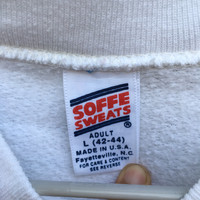 SOFFE
SWEATS
ADULT
L (42-44)
MADE IN U.S.A.
Fayetteville, N.C.
FOR CARE & CONTENT
SEE REVERSE